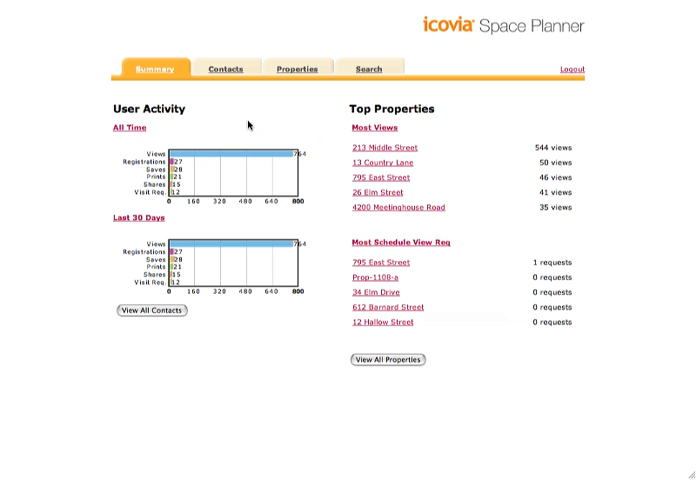 icovia Space Planner
Summary Contacts Properties Search Logout
User Activity
All Time
Views 764
Registrations 27
Saves 28
Prints 21
Shares 15
Visit Req. 12
0 160 320 480 640 800
Last 30 Days
Views 764
Registrations 27
Saves 28
Prints 21
Shares 15
Visit Req. 12
0 160 320 480 640 800
View All Contacts
Top Properties
Most Views
213 Middle Street 544 views
13 Country Lane 50 views
795 East Street 46 views
26 Elm Street 41 views
4200 Meetinghouse Road 35 views
Most Schedule View Req
795 East Street 1 requests
Prop-1108-a 0 requests
34 Elm Drive 0 requests
612 Barnard Street 0 requests
12 Hallow Street 0 requests
View All Properties